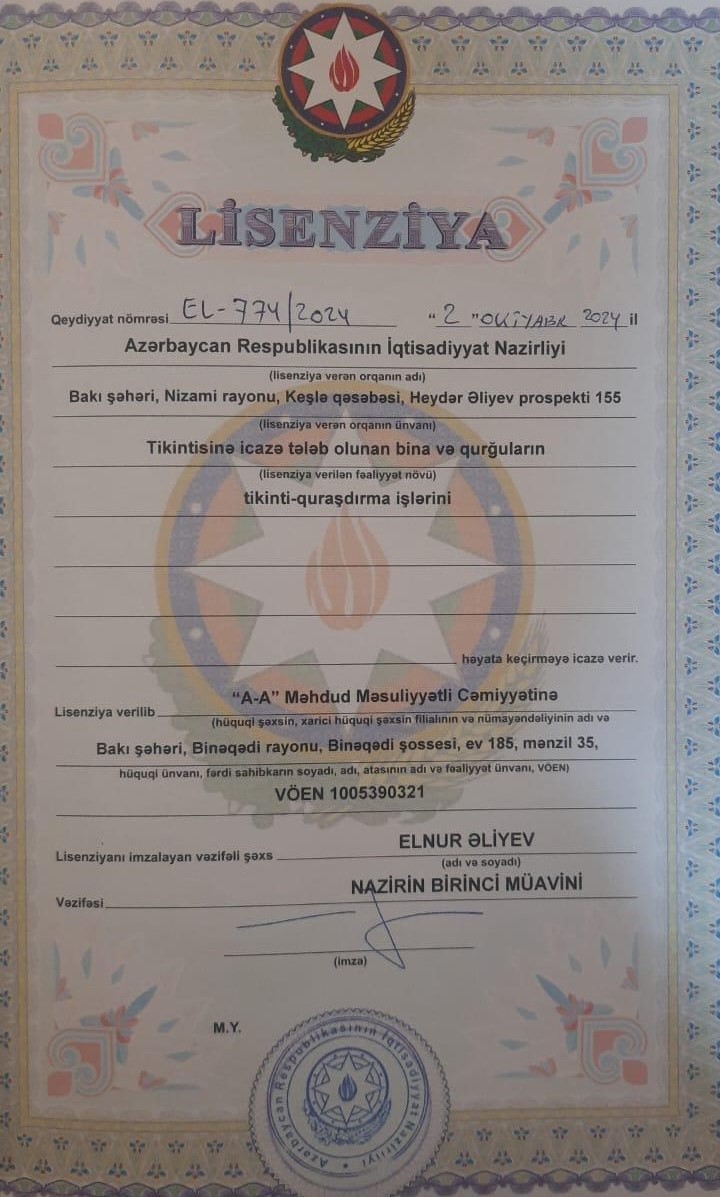 LİSENZİYA
Qeydiyyat nömrəsi EL-774/2024 “2” OKTYABR 2024 il
Azərbaycan Respublikasının İqtisadiyyat Nazirliyi
(lisenziya verən orqanın adı)
Bakı şəhəri, Nizami rayonu, Keşlə qəsəbəsi, Heydər Əliyev prospekti 155
(lisenziya verən orqanın ünvanı)
Tikintisinə icazə tələb olunan bina və qurğuların
(lisenziya verilən fəaliyyət növü)
tikinti-quraşdırma işlərini
həyata keçirməyə icazə verir.
“A-A” Məhdud Məsuliyyətli Cəmiyyətinə
Lisenziya verilib
(hüquqi şəxsin, xarici hüquqi şəxsin filialının və nümayəndəliyinin adı və
Bakı şəhəri, Binəqədi rayonu, Binəqədi şossesi, ev 185, mənzil 35,
hüquqi ünvanı, fərdi sahibkarın soyadı, adı, atasının adı və fəaliyyət ünvanı, VÖEN)
VÖEN 1005390321
ELNUR ƏLİYEV
Lisenziyanı imzalayan vəzifəli şəxs
(adı və soyadı)
NAZİRİN BİRİNCİ MÜAVİNİ
Vəzifəsi
(imza)
M.Y.
Azərbaycan Respublikasının İqtisadiyyat Nazirliyi